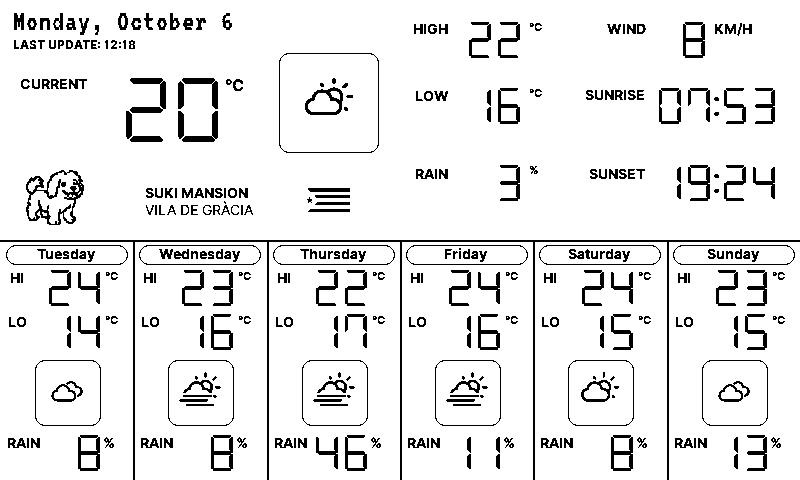 Monday, October 6
LAST UPDATE: 12:18
CURRENT 20 °C
HIGH 22 °C
LOW 16 °C
RAIN 3 %
WIND 8 KM/H
SUNRISE 07:53
SUNSET 19:24
SUKI MANSION
VILA DE GRÀCIA
Tuesday
HI 24 °C
LO 14 °C
RAIN 8 %
Wednesday
HI 23 °C
LO 16 °C
RAIN 8 %
Thursday
HI 22 °C
LO 17 °C
RAIN 46 %
Friday
HI 24 °C
LO 16 °C
RAIN 11 %
Saturday
HI 24 °C
LO 15 °C
RAIN 8 %
Sunday
HI 23 °C
LO 15 °C
RAIN 13 %